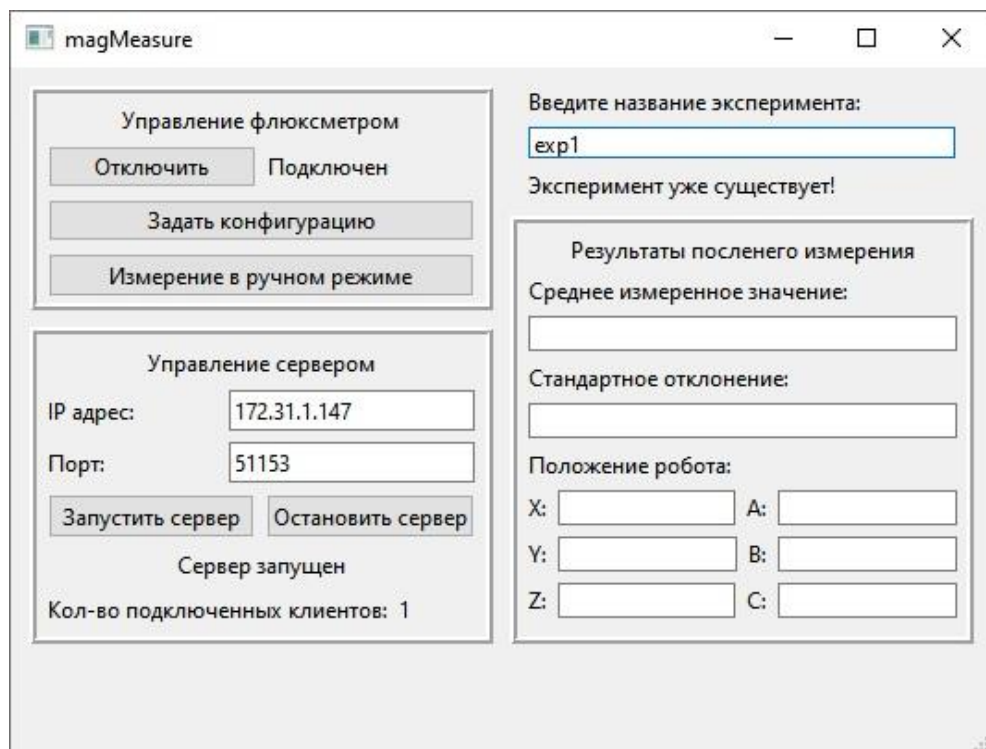 magMeasure
Управление флюксметром
Отключить Подключен
Задать конфигурацию
Измерение в ручном режиме
Управление сервером
IP адрес: 172.31.1.147
Порт: 51153
Запустить сервер Остановить сервер
Сервер запущен
Кол-во подключенных клиентов: 1
Введите название эксперимента:
exp1
Эксперимент уже существует!
Результаты посленего измерения
Среднее измеренное значение:
Стандартное отклонение:
Положение робота:
X: A:
Y: B:
Z: C: